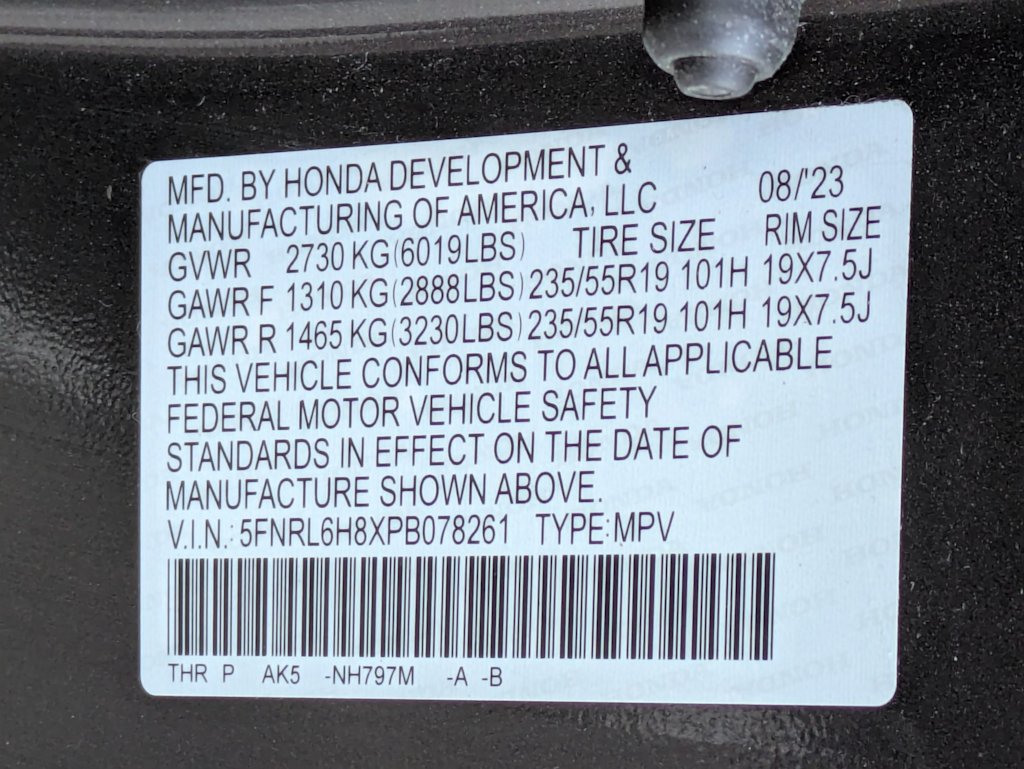 MFD. BY HONDA DEVELOPMENT &
MANUFACTURING OF AMERICA, LLC 08/'23
GVWR 2730 KG(6019LBS) TIRE SIZE RIM SIZE
GAWR F 1310 KG(2888LBS) 235/55R19 101H 19X7.5J
GAWR R 1465 KG(3230LBS) 235/55R19 101H 19X7.5J
THIS VEHICLE CONFORMS TO ALL APPLICABLE
FEDERAL MOTOR VEHICLE SAFETY
STANDARDS IN EFFECT ON THE DATE OF
MANUFACTURE SHOWN ABOVE.
V.I.N.: 5FNRL6H8XPB078261 TYPE:MPV
THR P AK5 -NH797M -A -B